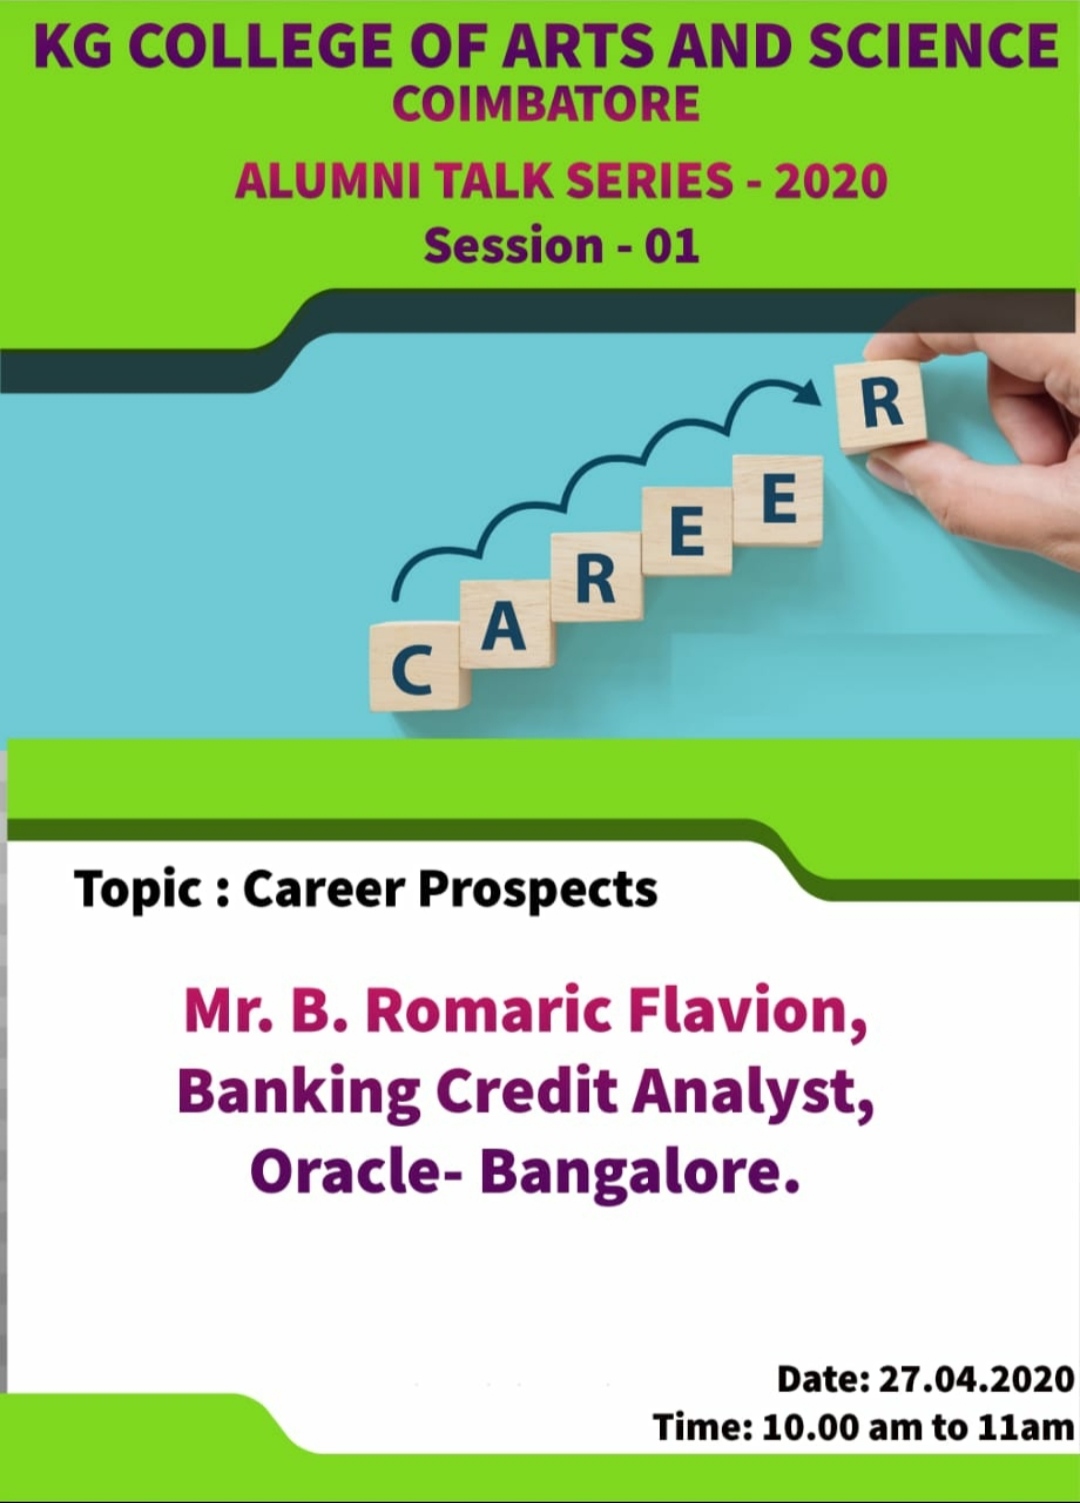 KG COLLEGE OF ARTS AND SCIENCE
COIMBATORE
ALUMNI TALK SERIES - 2020
Session - 01
C A R E E R
Topic : Career Prospects
Mr. B. Romaric Flavion,
Banking Credit Analyst,
Oracle- Bangalore.
Date: 27.04.2020
Time: 10.00 am to 11am